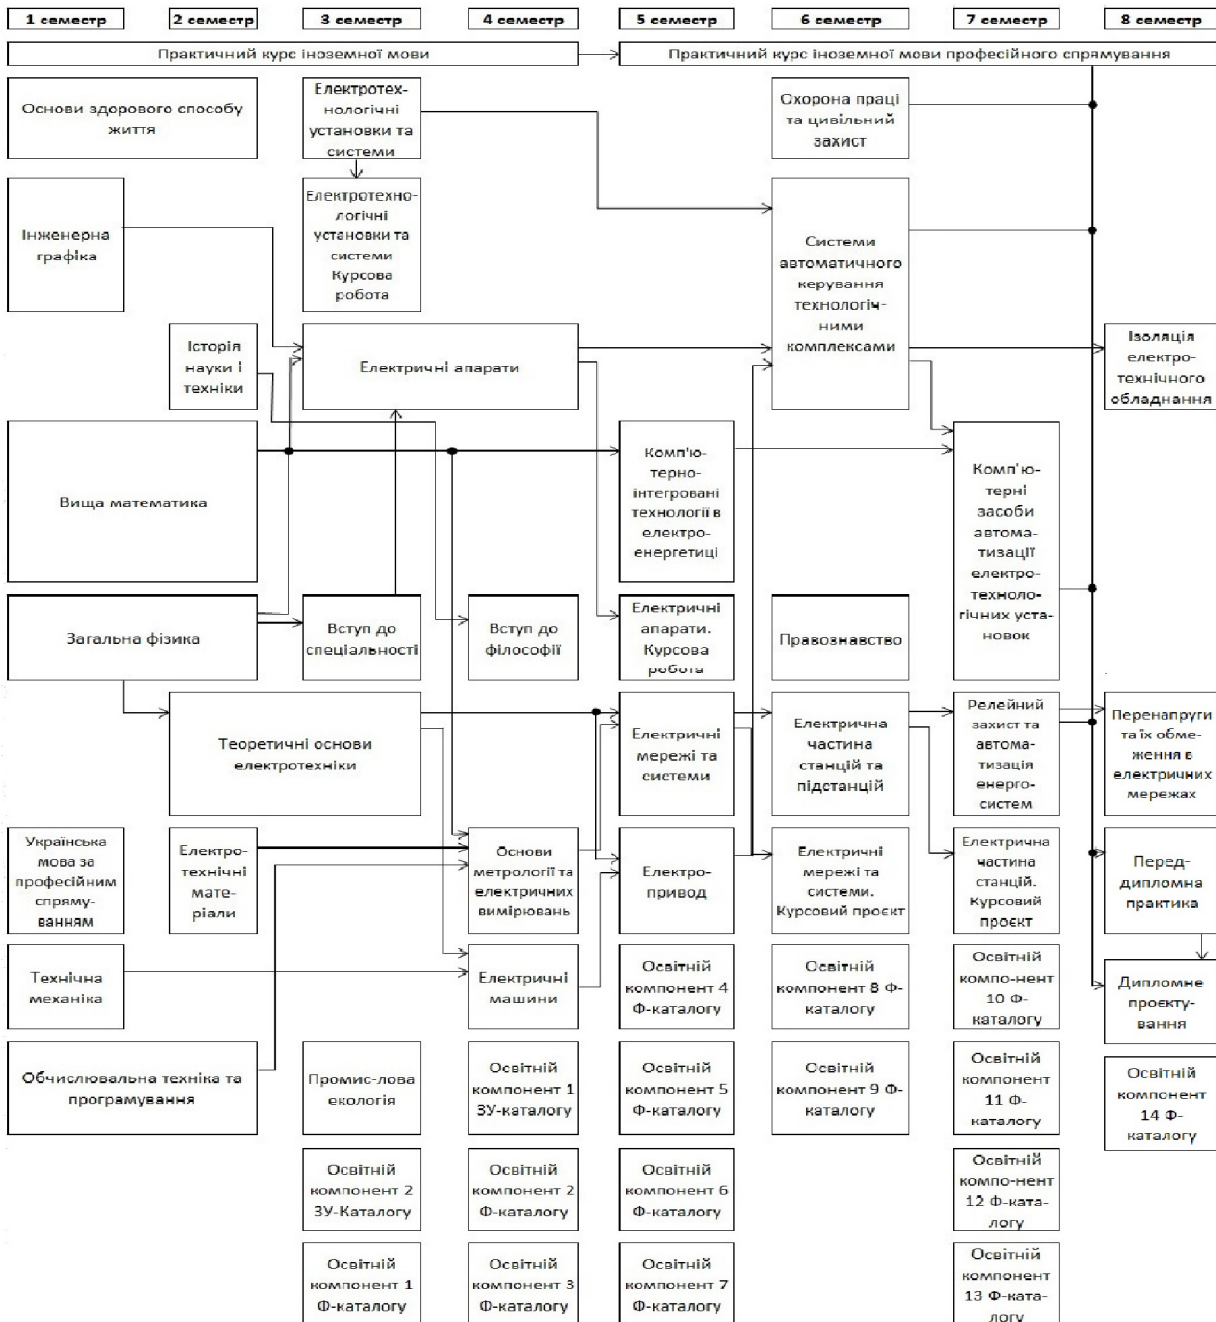 1 семестр
2 семестр
3 семестр
4 семестр
5 семестр
6 семестр
7 семестр
8 семестр
Практичний курс іноземної мови
Практичний курс іноземної мови професійного спрямування
Основи здорового способу
життя
Електротех-
нологічні
установки та
системи
Охорона праці
та цивільний
захист
Інженерна
графіка
Електротехно-
логічні
установки та
системи
Курсова
робота
Системи
автоматичного
керування
технологіч-
ними
комплексами
Історія
науки і
техніки
Електричні апарати
Ізоляція
електро-
технічного
обладнання
Вища математика
Комп'ю-
терно-
інтегровані
технології в
електро-
енергетиці
Комп'ю-
терні
засоби
автома-
тизації
електро-
техноло-
гічних уста-
новок
Загальна фізика
Вступ до
спеціальності
Вступ до
філософії
Електричні
апарати.
Курсова
робота
Правознавство
Теоретичні основи
електротехніки
Електричні
мережі та
системи
Електрична
частина
станцій та
підстанцій
Релейний
захист та
автома-
тизація
енерго-
систем
Перенапруги
та їх обме-
ження в
електричних
мережах
Українська
мова за
професійним
спряму-
ванням
Електро-
технічні
мате-
ріали
Основи
метрології та
електричних
вимірювань
Електро-
привод
Електричні
мережі та
системи.
Курсовий проєкт
Електрична
частина
станцій.
Курсовий
проєкт
Перед-
дипломна
практика
Технічна
механіка
Електричні
машини
Освітній
компонент 4
Ф-каталогу
Освітній
компонент 8 Ф-
каталогу
Освітній
компо-нент
10 Ф-
каталогу
Дипломне
проєкту-
вання
Обчислювальна техніка та
програмування
Промис-лова
екологія
Освітній
компонент 1
ЗУ-каталогу
Освітній
компонент 5
Ф-каталогу
Освітній
компонент 9 Ф-
каталогу
Освітній
компонент
11 Ф-
каталогу
Освітній
компонент
14 Ф-
каталогу
Освітній
компонент 2
ЗУ-Каталогу
Освітній
компонент 2
Ф-каталогу
Освітній
компонент 6
Ф-каталогу
Освітній
компо-нент
12 Ф-ката-
логу
Освітній
компонент 1
Ф-каталогу
Освітній
компонент 3
Ф-каталогу
Освітній
компонент 7
Ф-каталогу
Освітній
компонент
13 Ф-ката-
логу